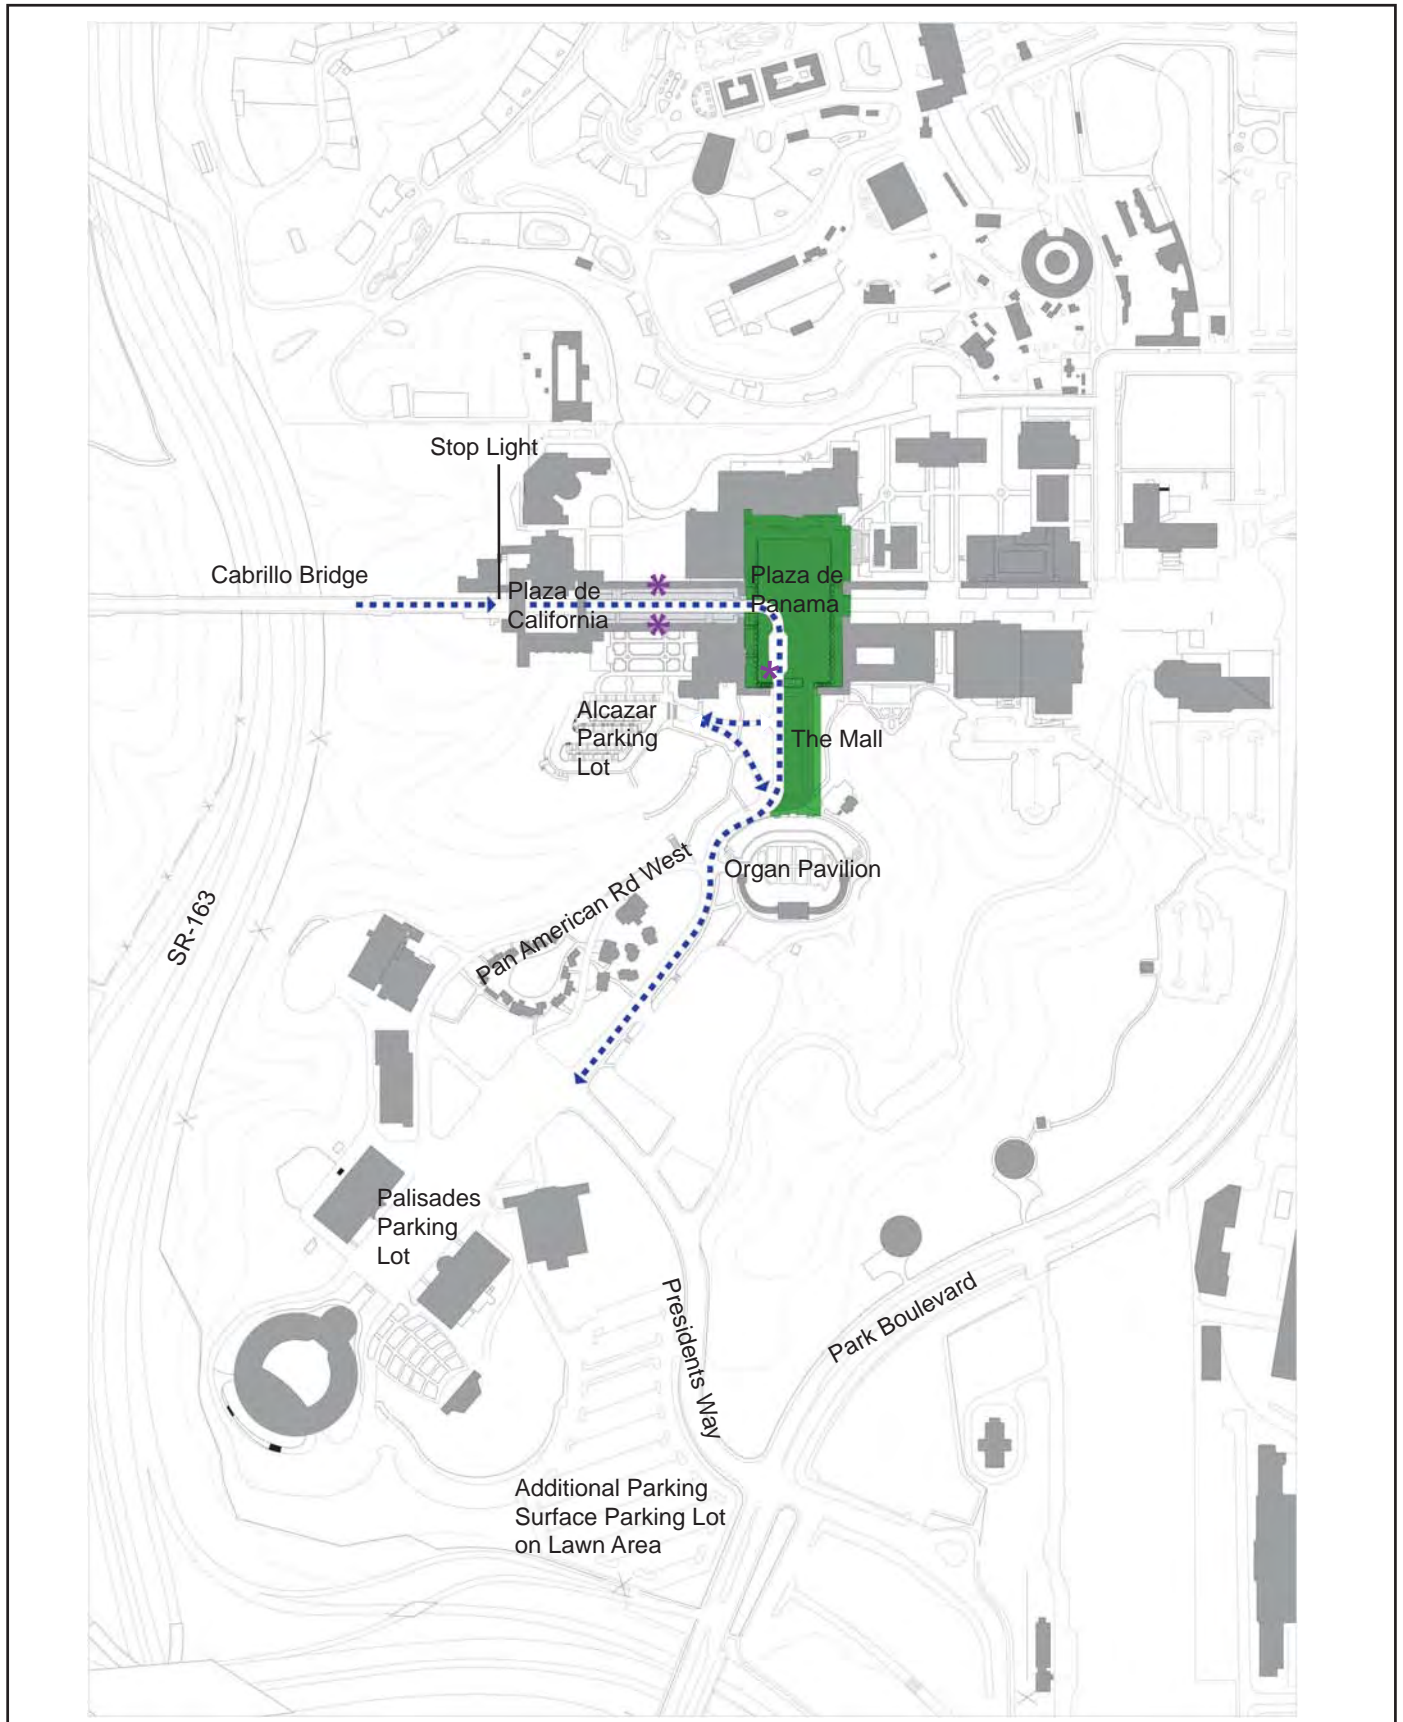 Stop Light
Cabrillo Bridge
Plaza de
California
Plaza de
Panama
Alcazar
Parking
Lot
The Mall
Organ Pavilion
Pan American Rd West
SR-163
Palisades
Parking
Lot
Presidents Way
Park Boulevard
Additional Parking
Surface Parking Lot
on Lawn Area